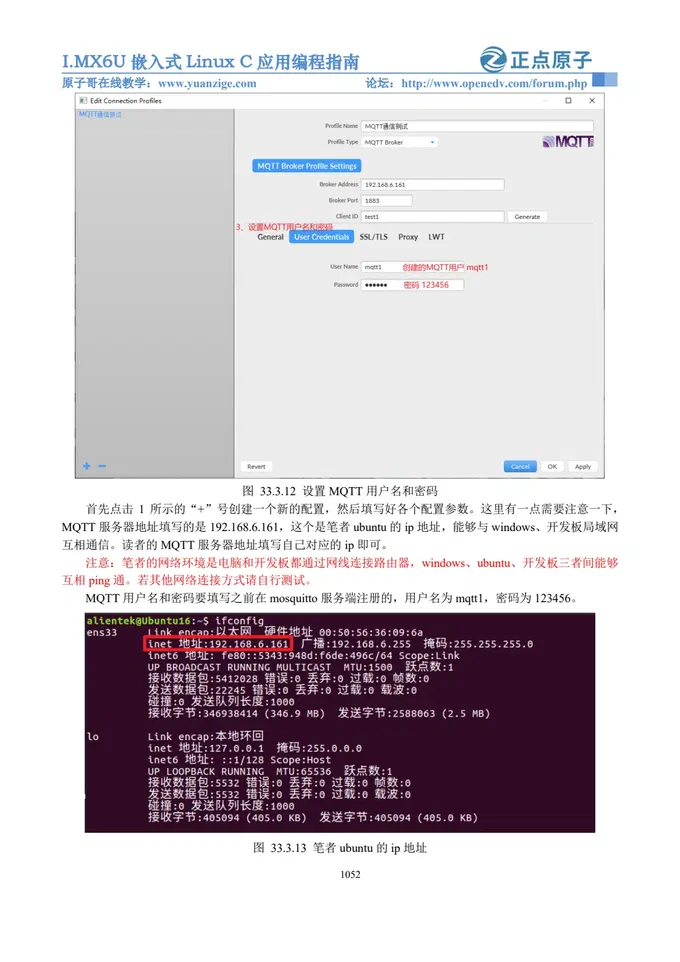 I.MX6U 嵌入式 Linux C 应用编程指南
正点原子
原子哥在线教学：www.yuanzige.com
论坛：http://www.openedv.com/forum.php
Edit Connection Profiles
MQTT通信测试
Profile Name MQTT通信测试
Profile Type MQTT Broker
MQTT
MQTT Broker Profile Settings
Broker Address 192.168.6.161
Broker Port 1883
Client ID test1 Generate
3、设置MQTT用户名和密码
General User Credentials SSL/TLS Proxy LWT
User Name mqtt1 创建的MQTT用户 mqtt1
Password ●●●●●● 密码 123456
+ −
Revert Cancel OK Apply
图 33.3.12 设置 MQTT 用户名和密码
首先点击 1 所示的“+”号创建一个新的配置，然后填写好各个配置参数。这里有一点需要注意一下，
MQTT 服务器地址填写的是 192.168.6.161，这个是笔者 ubuntu 的 ip 地址，能够与 windows、开发板局域网
互相通信。读者的 MQTT 服务器地址填写自己对应的 ip 即可。
注意：笔者的网络环境是电脑和开发板都通过网线连接路由器，windows、ubuntu、开发板三者间能够
互相 ping 通。若其他网络连接方式请自行测试。
MQTT 用户名和密码要填写之前在 mosquitto 服务端注册的，用户名为 mqtt1，密码为 123456。
alientek@Ubuntu16:~$ ifconfig
ens33 Link encap:以太网 硬件地址 00:50:56:36:09:6a
inet 地址:192.168.6.161 广播:192.168.6.255 掩码:255.255.255.0
inet6 地址: fe80::5343:948d:f6de:496c/64 Scope:Link
UP BROADCAST RUNNING MULTICAST MTU:1500 跃点数:1
接收数据包:5412028 错误:0 丢弃:0 过载:0 帧数:0
发送数据包:22245 错误:0 丢弃:0 过载:0 载波:0
碰撞:0 发送队列长度:1000
接收字节:346938414 (346.9 MB) 发送字节:2588063 (2.5 MB)
lo Link encap:本地环回
inet 地址:127.0.0.1 掩码:255.0.0.0
inet6 地址: ::1/128 Scope:Host
UP LOOPBACK RUNNING MTU:65536 跃点数:1
接收数据包:5532 错误:0 丢弃:0 过载:0 帧数:0
发送数据包:5532 错误:0 丢弃:0 过载:0 载波:0
碰撞:0 发送队列长度:1000
接收字节:405094 (405.0 KB) 发送字节:405094 (405.0 KB)
图 33.3.13 笔者 ubuntu 的 ip 地址
1052